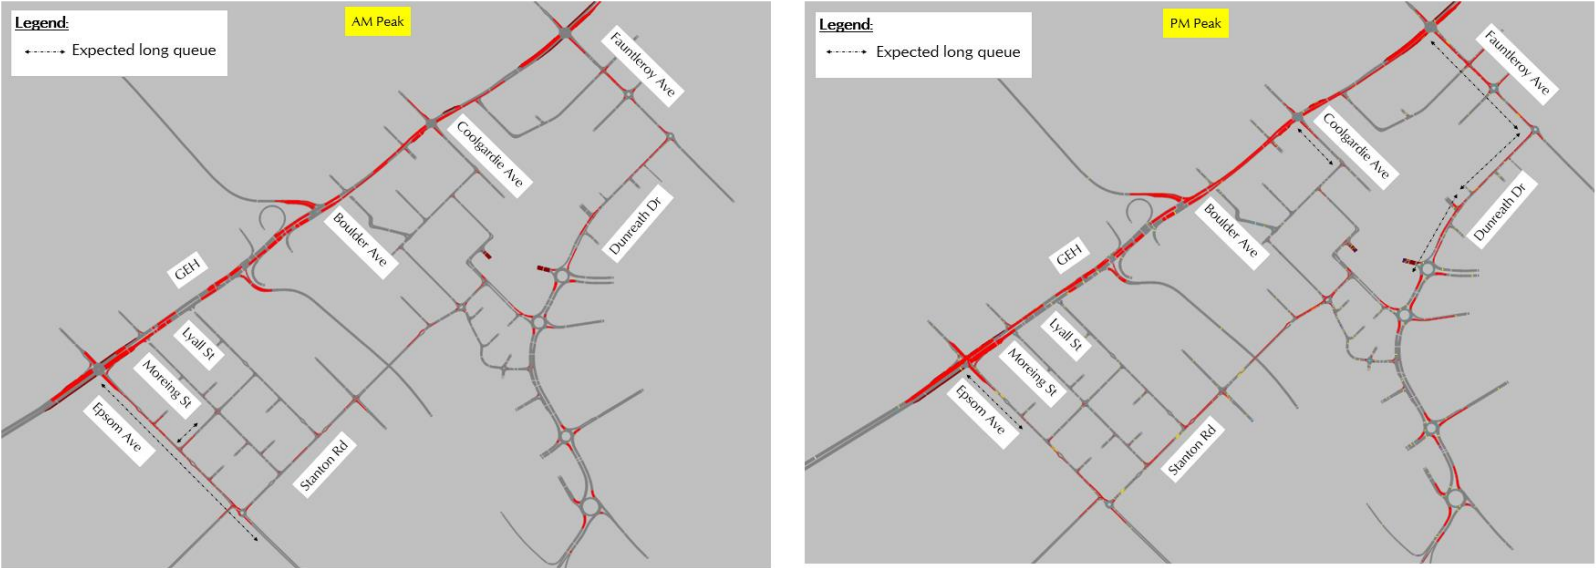 Legend:
Expected long queue
AM Peak
Fauntleroy Ave
Coolgardie Ave
Dunreath Dr
Boulder Ave
GEH
Lyall St
Moreing St
Epsom Ave
Stanton Rd
Legend:
Expected long queue
PM Peak
Fauntleroy Ave
Coolgardie Ave
Dunreath Dr
Boulder Ave
GEH
Lyall St
Moreing St
Epsom Ave
Stanton Rd